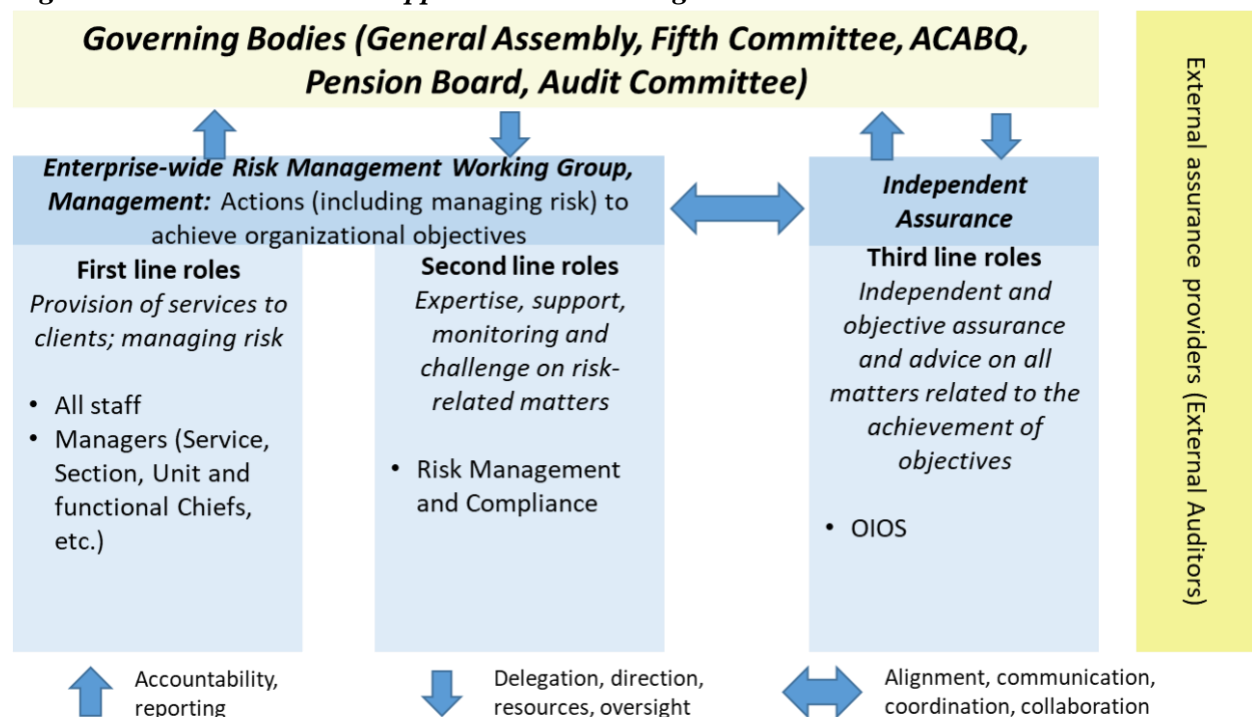 Governing Bodies (General Assembly, Fifth Committee, ACABQ,
Pension Board, Audit Committee)
Enterprise-wide Risk Management Working Group,
Management: Actions (including managing risk) to
achieve organizational objectives
First line roles
Provision of services to
clients; managing risk
• All staff
• Managers (Service,
Section, Unit and
functional Chiefs,
etc.)
Second line roles
Expertise, support,
monitoring and
challenge on risk-
related matters
• Risk Management
and Compliance
Independent
Assurance
Third line roles
Independent and
objective assurance
and advice on all
matters related to the
achievement of
objectives
• OIOS
External assurance providers (External Auditors)
Accountability,
reporting
Delegation, direction,
resources, oversight
Alignment, communication,
coordination, collaboration